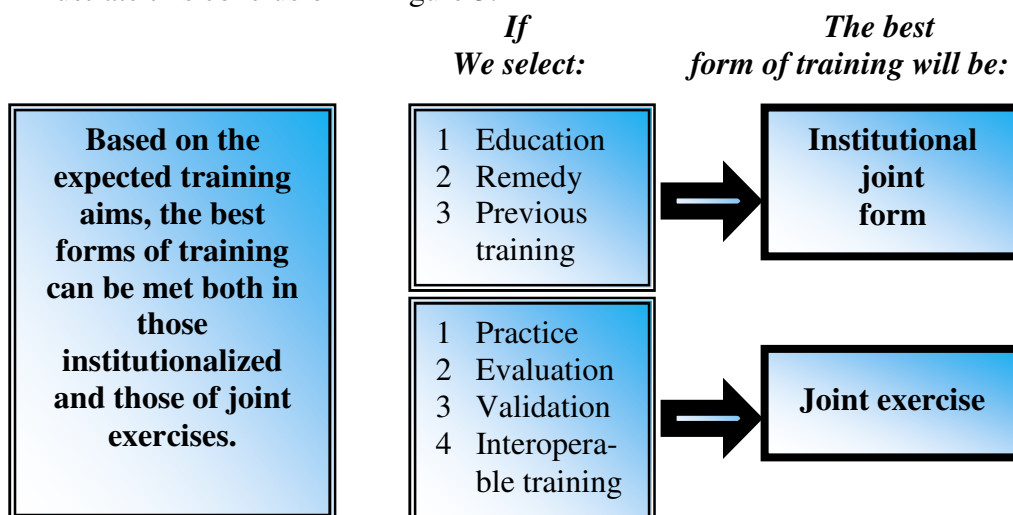 If
We select:
The best
form of training will be:
Based on the
expected training
aims, the best
forms of training
can be met both in
those
institutionalized
and those of joint
exercises.
1 Education
2 Remedy
3 Previous
training
Institutional
joint
form
1 Practice
2 Evaluation
3 Validation
4 Interopera-
ble training
Joint exercise